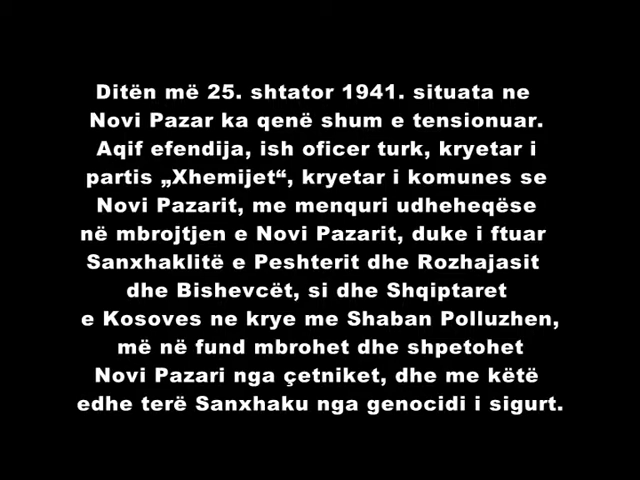 Ditën më 25. shtator 1941. situata ne
Novi Pazar ka qenë shum e tensionuar.
Aqif efendija, ish oficer turk, kryetar i
partis „Xhemijet“, kryetar i komunes se
Novi Pazarit, me menquri udheheqëse
në mbrojtjen e Novi Pazarit, duke i ftuar
Sanxhaklitë e Peshterit dhe Rozhajasit
dhe Bishevcët, si dhe Shqiptaret
e Kosoves ne krye me Shaban Polluzhen,
më në fund mbrohet dhe shpetohet
Novi Pazari nga çetniket, dhe me këtë
edhe terë Sanxhaku nga genocidi i sigurt.